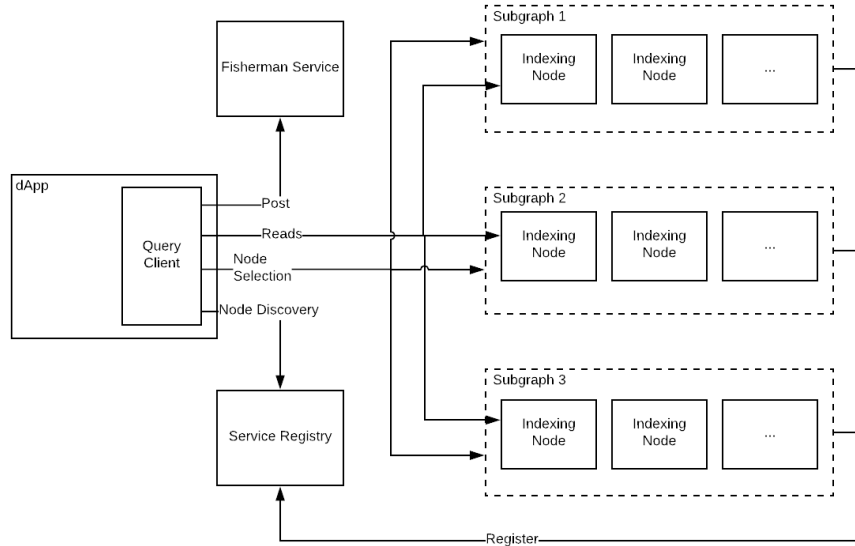 Subgraph 1
Fisherman Service
Indexing
Node
Indexing
Node
...
dApp
Query
Client
Post
Reads
Node
Selection
Node Discovery
Subgraph 2
Indexing
Node
Indexing
Node
...
Subgraph 3
Service Registry
Indexing
Node
Indexing
Node
...
Register